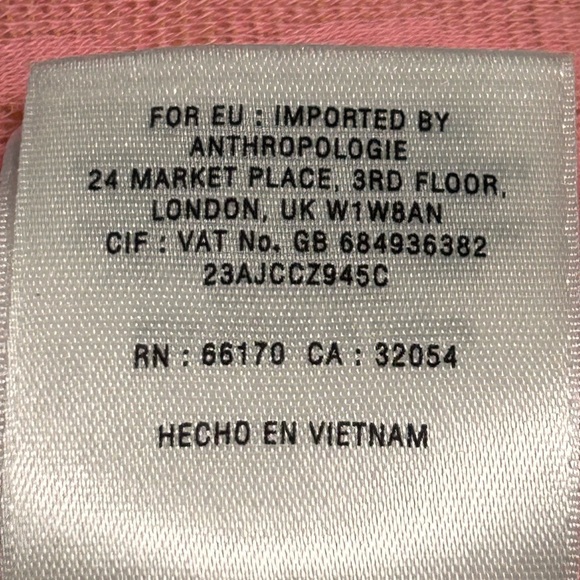 FOR EU : IMPORTED BY
ANTHROPOLOGIE
24 MARKET PLACE, 3RD FLOOR,
LONDON, UK W1W8AN
CIF : VAT No. GB 684936382
23AJCCZ945C
RN : 66170 CA : 32054
HECHO EN VIETNAM